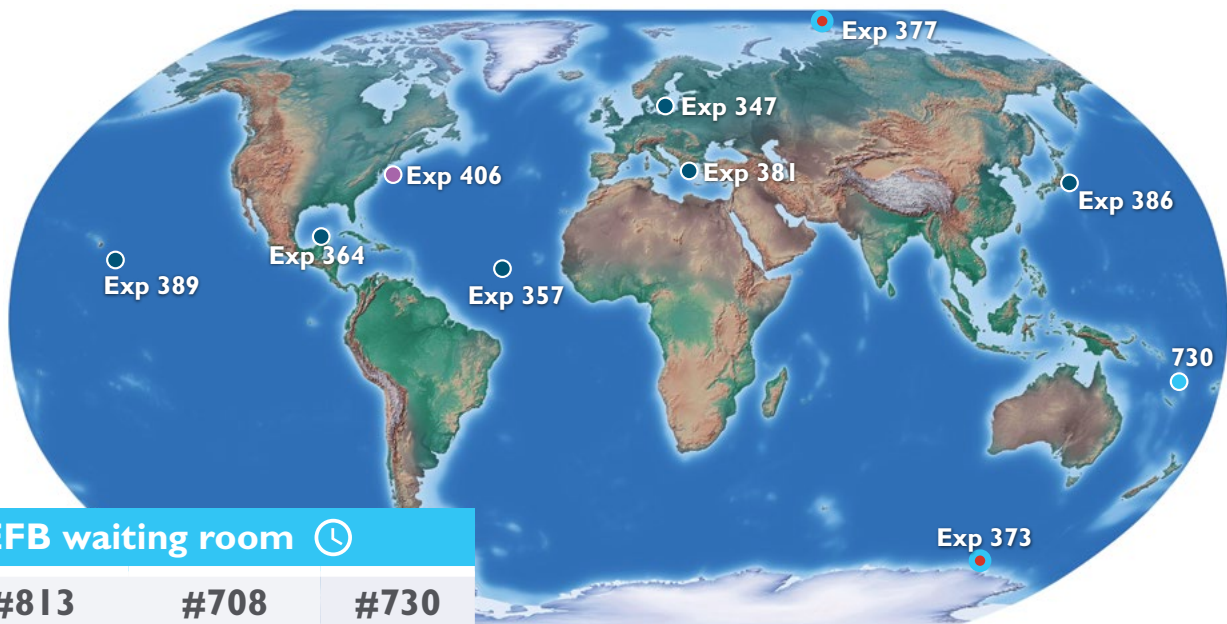 Exp 377
Exp 347
Exp 406
Exp 381
Exp 386
Exp 364
Exp 389
Exp 357
730
EFB waiting room
Exp 373
#813 #708 #730